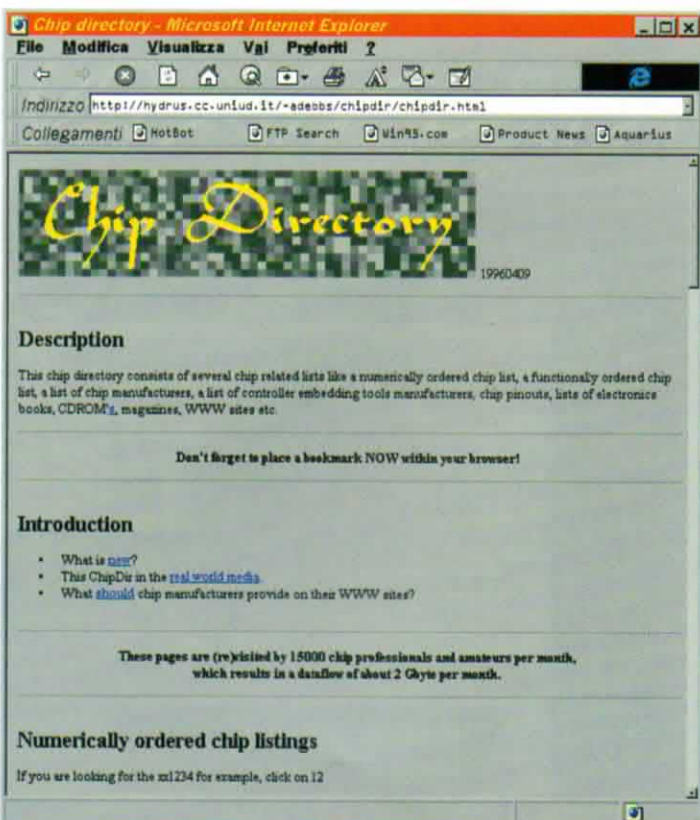 Chip directory - Microsoft Internet Explorer
File Modifica Visualizza Vai Preferiti ?
Indirizzo http://hydrus.cc.uniud.it/~adeobs/chipdir/chipdir.html
Collegamenti HotBot FTP Search Win95.com Product News Aquarius
Chip Directory 19960409
Description
This chip directory consists of several chip related lists like a numerically ordered chip list, a functionally ordered chip
list, a list of chip manufacturers, a list of controller embedding tools manufacturers, chip pinouts, lists of electronics
books, CDROM's, magazines, WWW sites etc.
Don't forget to place a bookmark NOW within your browser!
Introduction
• What is new?
• This ChipDir in the real world media.
• What should chip manufacturers provide on their WWW sites?
These pages are (re)visited by 15000 chip professionals and amateurs per month,
which results in a dataflow of about 2 Gbyte per month.
Numerically ordered chip listings
If you are looking for the xx1234 for example, click on 12